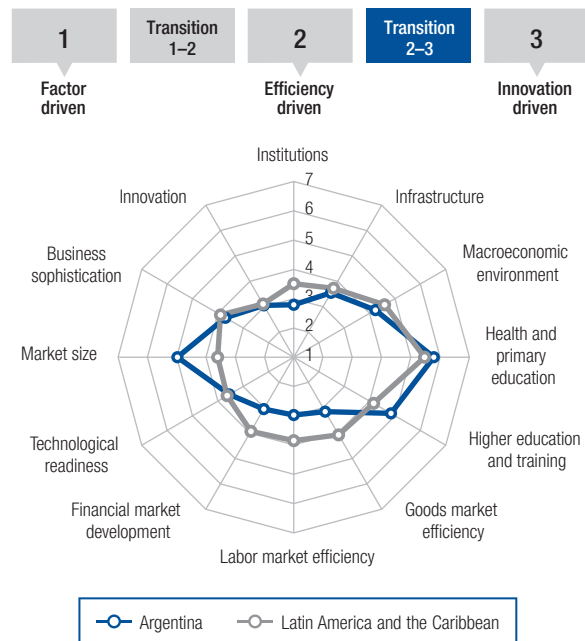 1
Transition
1–2
2
Transition
2–3
3
Factor
driven
Efficiency
driven
Innovation
driven
Institutions
Infrastructure
Macroeconomic
environment
Health and
primary
education
Higher education
and training
Goods market
efficiency
Labor market efficiency
Financial market
development
Technological
readiness
Market size
Business
sophistication
Innovation
7
6
5
4
3
2
1
Argentina
Latin America and the Caribbean